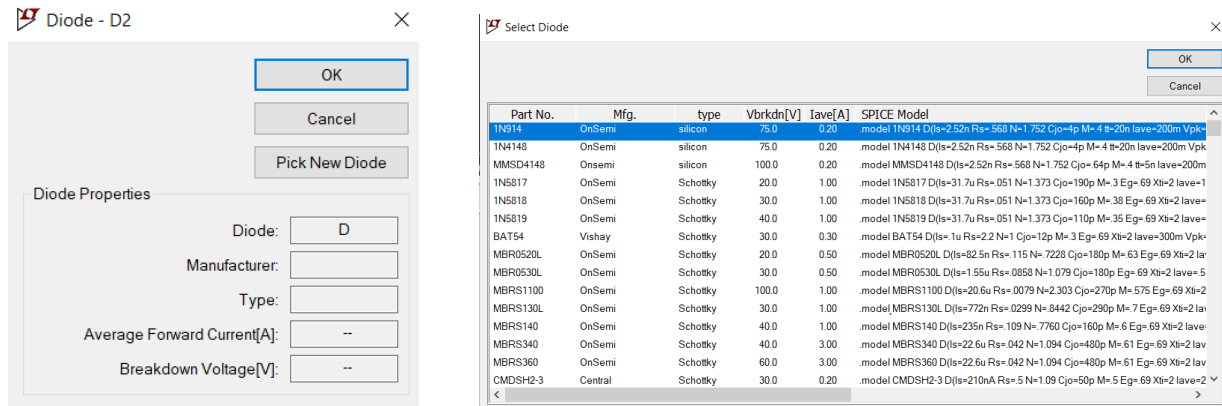 Diode - D2
OK
Cancel
Pick New Diode
Diode Properties
Diode: D
Manufacturer:
Type:
Average Forward Current[A]: --
Breakdown Voltage[V]: --
Select Diode
OK
Cancel
Part No. Mfg. type Vbrkdn[V] Iave[A] SPICE Model
1N914 OnSemi silicon 75.0 0.20 .model 1N914 D(Is=2.52n Rs=.568 N=1.752 Cjo=4p M=.4 tt=20n Iave=200m Vpk=
1N4148 OnSemi silicon 75.0 0.20 .model 1N4148 D(Is=2.52n Rs=.568 N=1.752 Cjo=4p M=.4 tt=20n Iave=200m Vpk
MMSD4148 Onsemi silicon 100.0 0.20 .model MMSD4148 D(Is=2.52n Rs=.568 N=1.752 Cjo=.64p M=.4 tt=5n Iave=200m
1N5817 OnSemi Schottky 20.0 1.00 .model 1N5817 D(Is=31.7u Rs=.051 N=1.373 Cjo=190p M=.3 Eg=.69 Xti=2 Iave=1
1N5818 OnSemi Schottky 30.0 1.00 .model 1N5818 D(Is=31.7u Rs=.051 N=1.373 Cjo=160p M=.38 Eg=.69 Xti=2 Iave=
1N5819 OnSemi Schottky 40.0 1.00 .model 1N5819 D(Is=31.7u Rs=.051 N=1.373 Cjo=110p M=.35 Eg=.69 Xti=2 Iave=
BAT54 Vishay Schottky 30.0 0.30 .model BAT54 D(Is=.1u Rs=2.2 N=1 Cjo=12p M=.3 Eg=.69 Xti=2 Iave=300m Vpk=
MBR0520L OnSemi Schottky 20.0 0.50 .model MBR0520L D(Is=82.5n Rs=.115 N=.7228 Cjo=180p M=.63 Eg=.69 Xti=2 Iav
MBR0530L OnSemi Schottky 30.0 0.50 .model MBR0530L D(Is=1.55u Rs=.0858 N=1.079 Cjo=180p Eg=.69 Xti=2 Iave=.5
MBRS1100 OnSemi Schottky 100.0 1.00 .model MBRS1100 D(Is=20.6u Rs=.0079 N=2.303 Cjo=270p M=.575 Eg=.69 Xti=2
MBRS130L OnSemi Schottky 30.0 1.00 .model MBRS130L D(Is=772n Rs=.0299 N=.8442 Cjo=290p M=.7 Eg=.69 Xti=2 Iav
MBRS140 OnSemi Schottky 40.0 1.00 .model MBRS140 D(Is=235n Rs=.109 N=.7760 Cjo=160p M=.6 Eg=.69 Xti=2 Iave=
MBRS340 OnSemi Schottky 40.0 3.00 .model MBRS340 D(Is=22.6u Rs=.042 N=1.094 Cjo=480p M=.61 Eg=.69 Xti=2 Iav
MBRS360 OnSemi Schottky 60.0 3.00 .model MBRS360 D(Is=22.6u Rs=.042 N=1.094 Cjo=480p M=.61 Eg=.69 Xti=2 Iav
CMDSH2-3 Central Schottky 30.0 0.20 .model CMDSH2-3 D(Is=210nA Rs=.5 N=1.09 Cjo=50p M=.5 Eg=.69 Xti=2 Iave=2